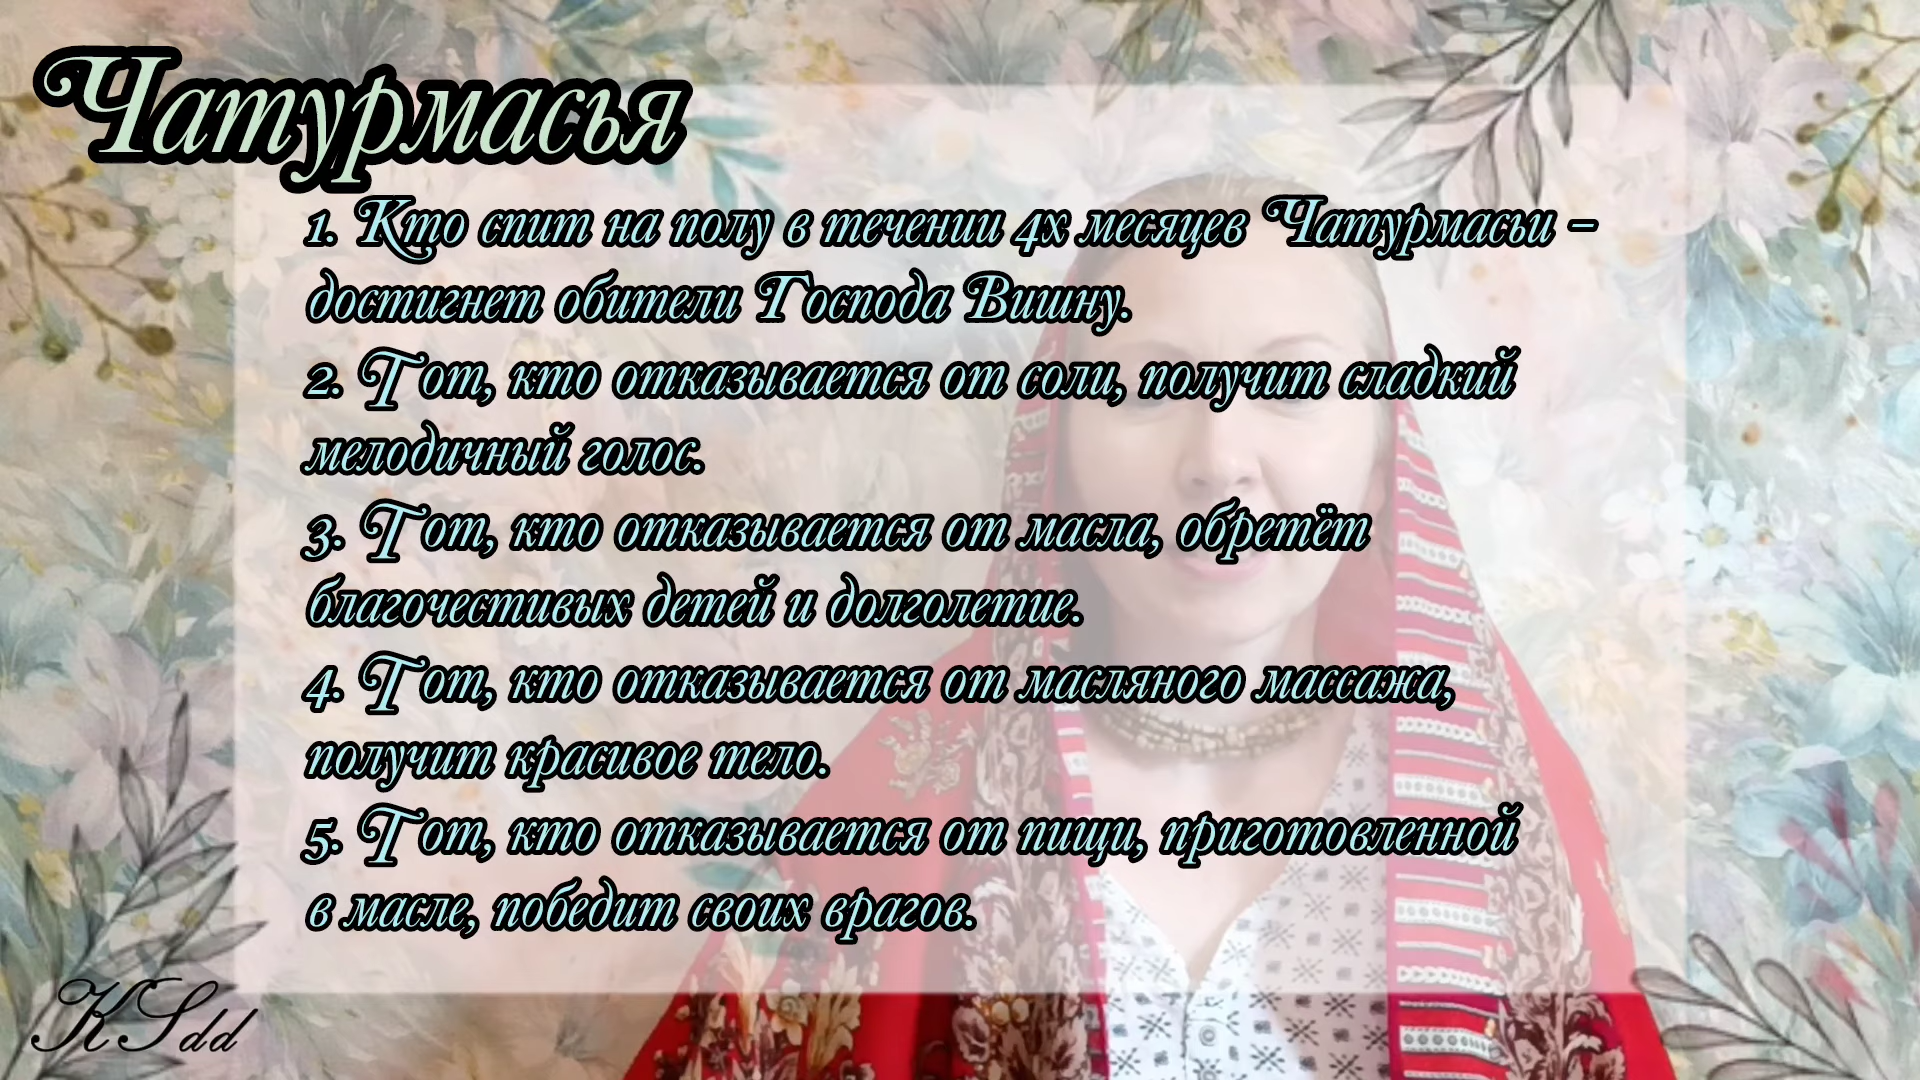 Чатурмасья
1. Кто спит на полу в течении 4х месяцев Чатурмасьи –
достигнет обители Господа Вишну.
2. Тот, кто отказывается от соли, получит сладкий
мелодичный голос.
3. Тот, кто отказывается от масла, обретёт
благочестивых детей и долголетие.
4. Тот, кто отказывается от масляного массажа,
получит красивое тело.
5. Тот, кто отказывается от пищи, приготовленной
в масле, победит своих врагов.
KSdd